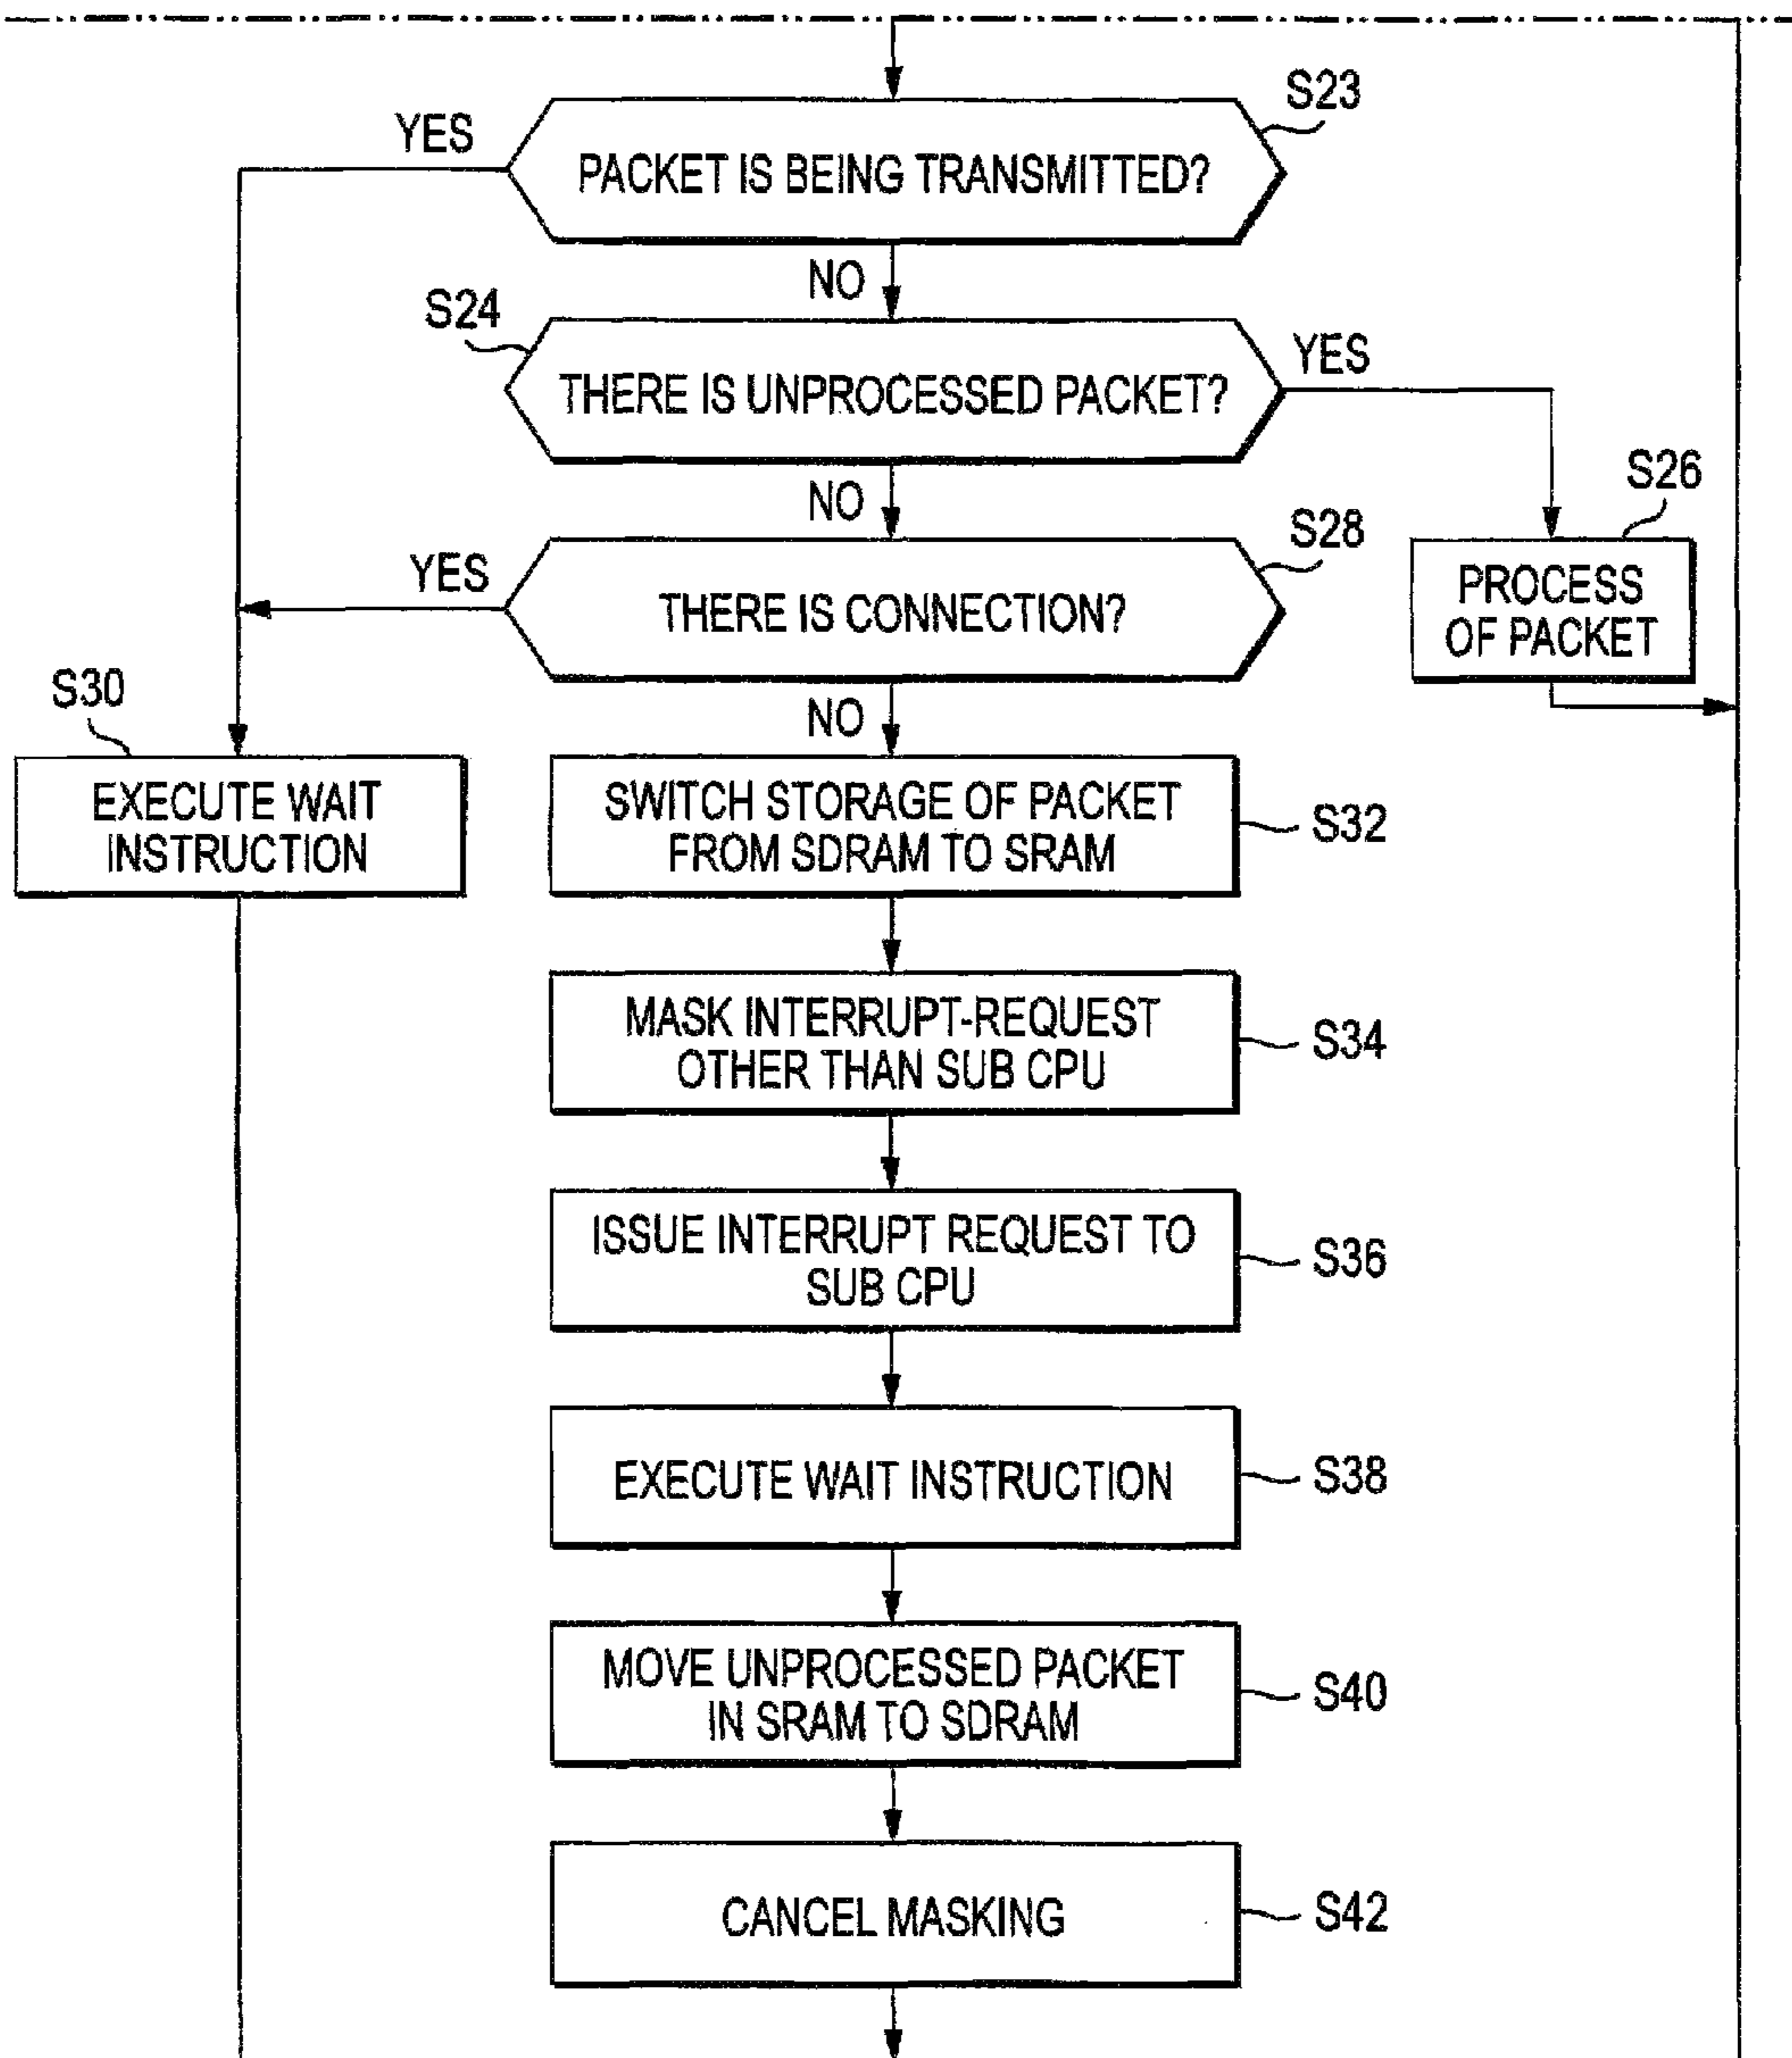 S23
YES
PACKET IS BEING TRANSMITTED?
NO
S24
YES
THERE IS UNPROCESSED PACKET?
S26
NO
S28
YES
THERE IS CONNECTION?
PROCESS
OF PACKET
S30
NO
EXECUTE WAIT
INSTRUCTION
SWITCH STORAGE OF PACKET
FROM SDRAM TO SRAM
S32
MASK INTERRUPT-REQUEST
OTHER THAN SUB CPU
S34
ISSUE INTERRUPT REQUEST TO
SUB CPU
S36
EXECUTE WAIT INSTRUCTION
S38
MOVE UNPROCESSED PACKET
IN SRAM TO SDRAM
S40
CANCEL MASKING
S42